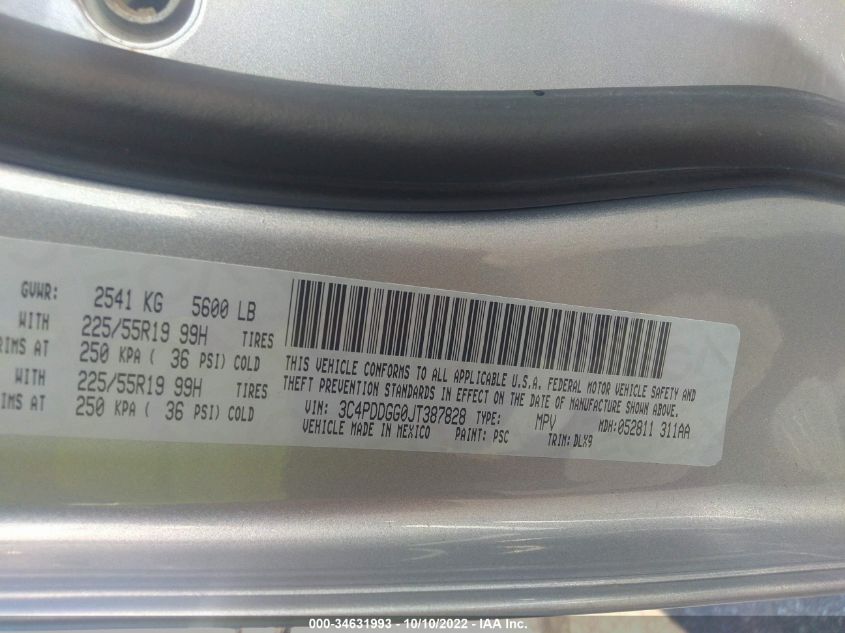 GVWR: 2541 KG 5600 LB
WITH 225/55R19 99H TIRES
RIMS AT 250 KPA ( 36 PSI) COLD
WITH 225/55R19 99H TIRES
IMS AT 250 KPA ( 36 PSI) COLD
THIS VEHICLE CONFORMS TO ALL APPLICABLE U.S.A. FEDERAL MOTOR VEHICLE SAFETY AND
THEFT PREVENTION STANDARDS IN EFFECT ON THE DATE OF MANUFACTURE SHOWN ABOVE.
VIN: 3C4PDDGG0JT387828 TYPE: MPV MDH:052811 311AA
VEHICLE MADE IN MEXICO PAINT: PSC TRIM: DLX9
000-34631993 - 10/10/2022 - IAA Inc.